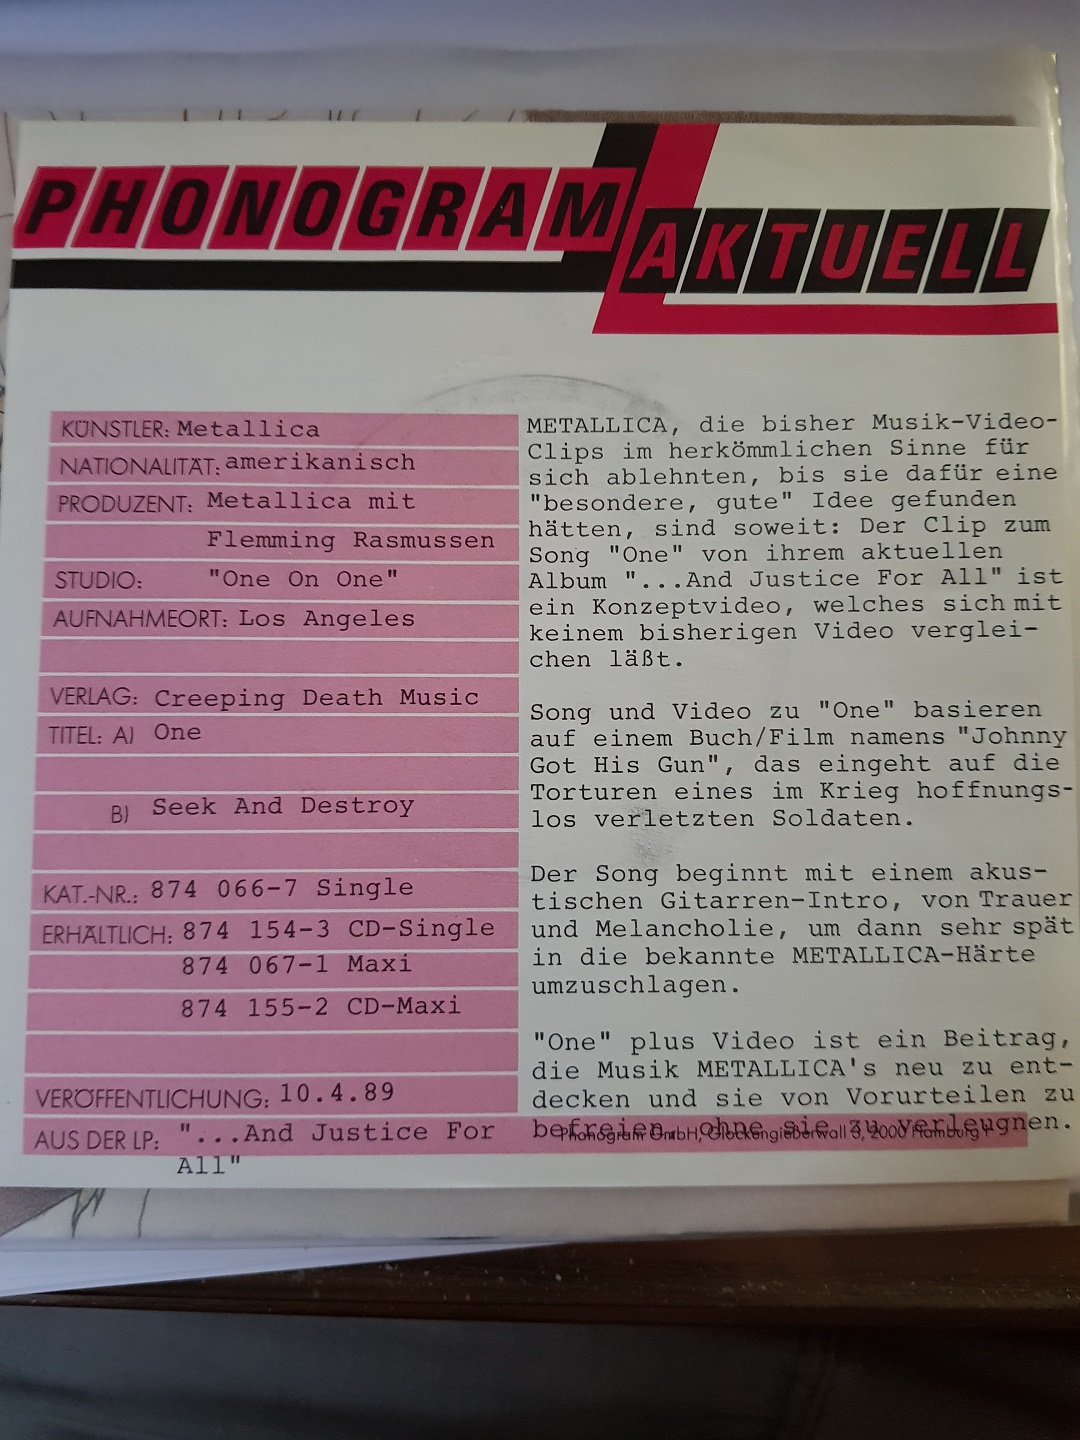 PHONOGRAM
AKTUELL
KÜNSTLER: Metallica
NATIONALITÄT: amerikanisch
PRODUZENT: Metallica mit
Flemming Rasmussen
STUDIO: "One On One"
AUFNAHMEORT: Los Angeles
VERLAG: Creeping Death Music
TITEL: A) One
B) Seek And Destroy
KAT.-NR.: 874 066-7 Single
ERHÄLTLICH: 874 154-3 CD-Single
874 067-1 Maxi
874 155-2 CD-Maxi
VERÖFFENTLICHUNG: 10.4.89
AUS DER LP: "...And Justice For
All"
METALLICA, die bisher Musik-Video-
Clips im herkömmlichen Sinne für
sich ablehnten, bis sie dafür eine
"besondere, gute" Idee gefunden
hätten, sind soweit: Der Clip zum
Song "One" von ihrem aktuellen
Album "...And Justice For All" ist
ein Konzeptvideo, welches sich mit
keinem bisherigen Video verglei-
chen läßt.
Song und Video zu "One" basieren
auf einem Buch/Film namens "Johnny
Got His Gun", das eingeht auf die
Torturen eines im Krieg hoffnungs-
los verletzten Soldaten.
Der Song beginnt mit einem akus-
tischen Gitarren-Intro, von Trauer
und Melancholie, um dann sehr spät
in die bekannte METALLICA-Härte
umzuschlagen.
"One" plus Video ist ein Beitrag,
die Musik METALLICA's neu zu ent-
decken und sie von Vorurteilen zu
befreien, ohne sie zu verleugnen.
Phonogram GmbH, Glockengießerwall 3, 2000 Hamburg 1